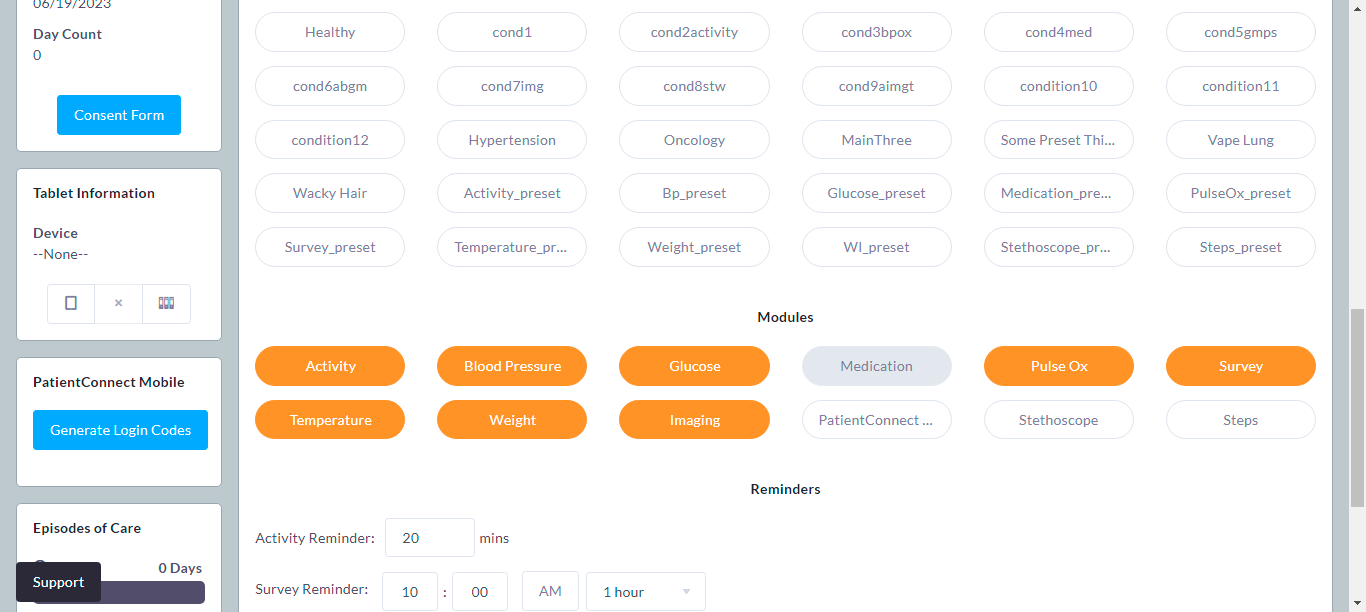 06/19/2023
Day Count
0
Consent Form
Tablet Information
Device
--None--
PatientConnect Mobile
Generate Login Codes
Episodes of Care
0 Days
Support
Healthy cond1 cond2activity cond3bpox cond4med cond5gmps
cond6abgm cond7img cond8stw cond9aimgt condition10 condition11
condition12 Hypertension Oncology MainThree Some Preset Thi... Vape Lung
Wacky Hair Activity_preset Bp_preset Glucose_preset Medication_pre... PulseOx_preset
Survey_preset Temperature_pr... Weight_preset WI_preset Stethoscope_pr... Steps_preset
Modules
Activity Blood Pressure Glucose Medication Pulse Ox Survey
Temperature Weight Imaging PatientConnect ... Stethoscope Steps
Reminders
Activity Reminder: 20 mins
Survey Reminder: 10 : 00 AM 1 hour